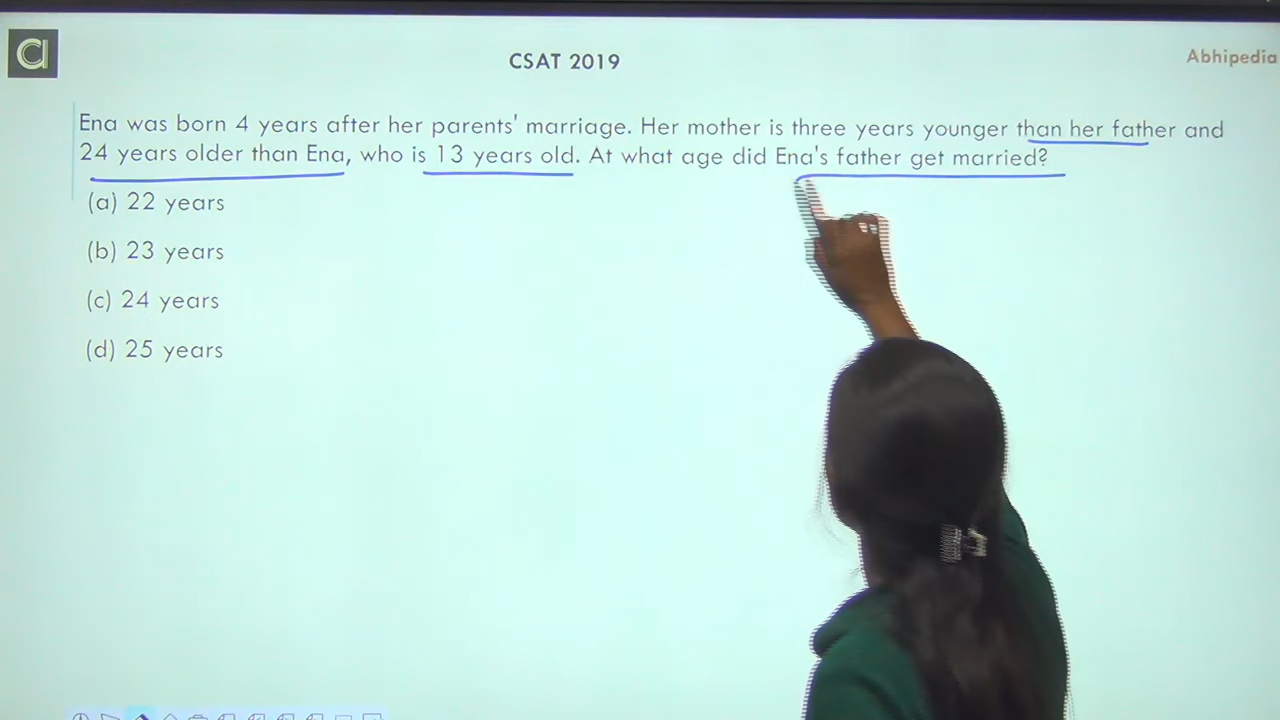 CSAT 2019
Abhipedia
Ena was born 4 years after her parents' marriage. Her mother is three years younger than her father and
24 years older than Ena, who is 13 years old. At what age did Ena's father get married?
(a) 22 years
(b) 23 years
(c) 24 years
(d) 25 years